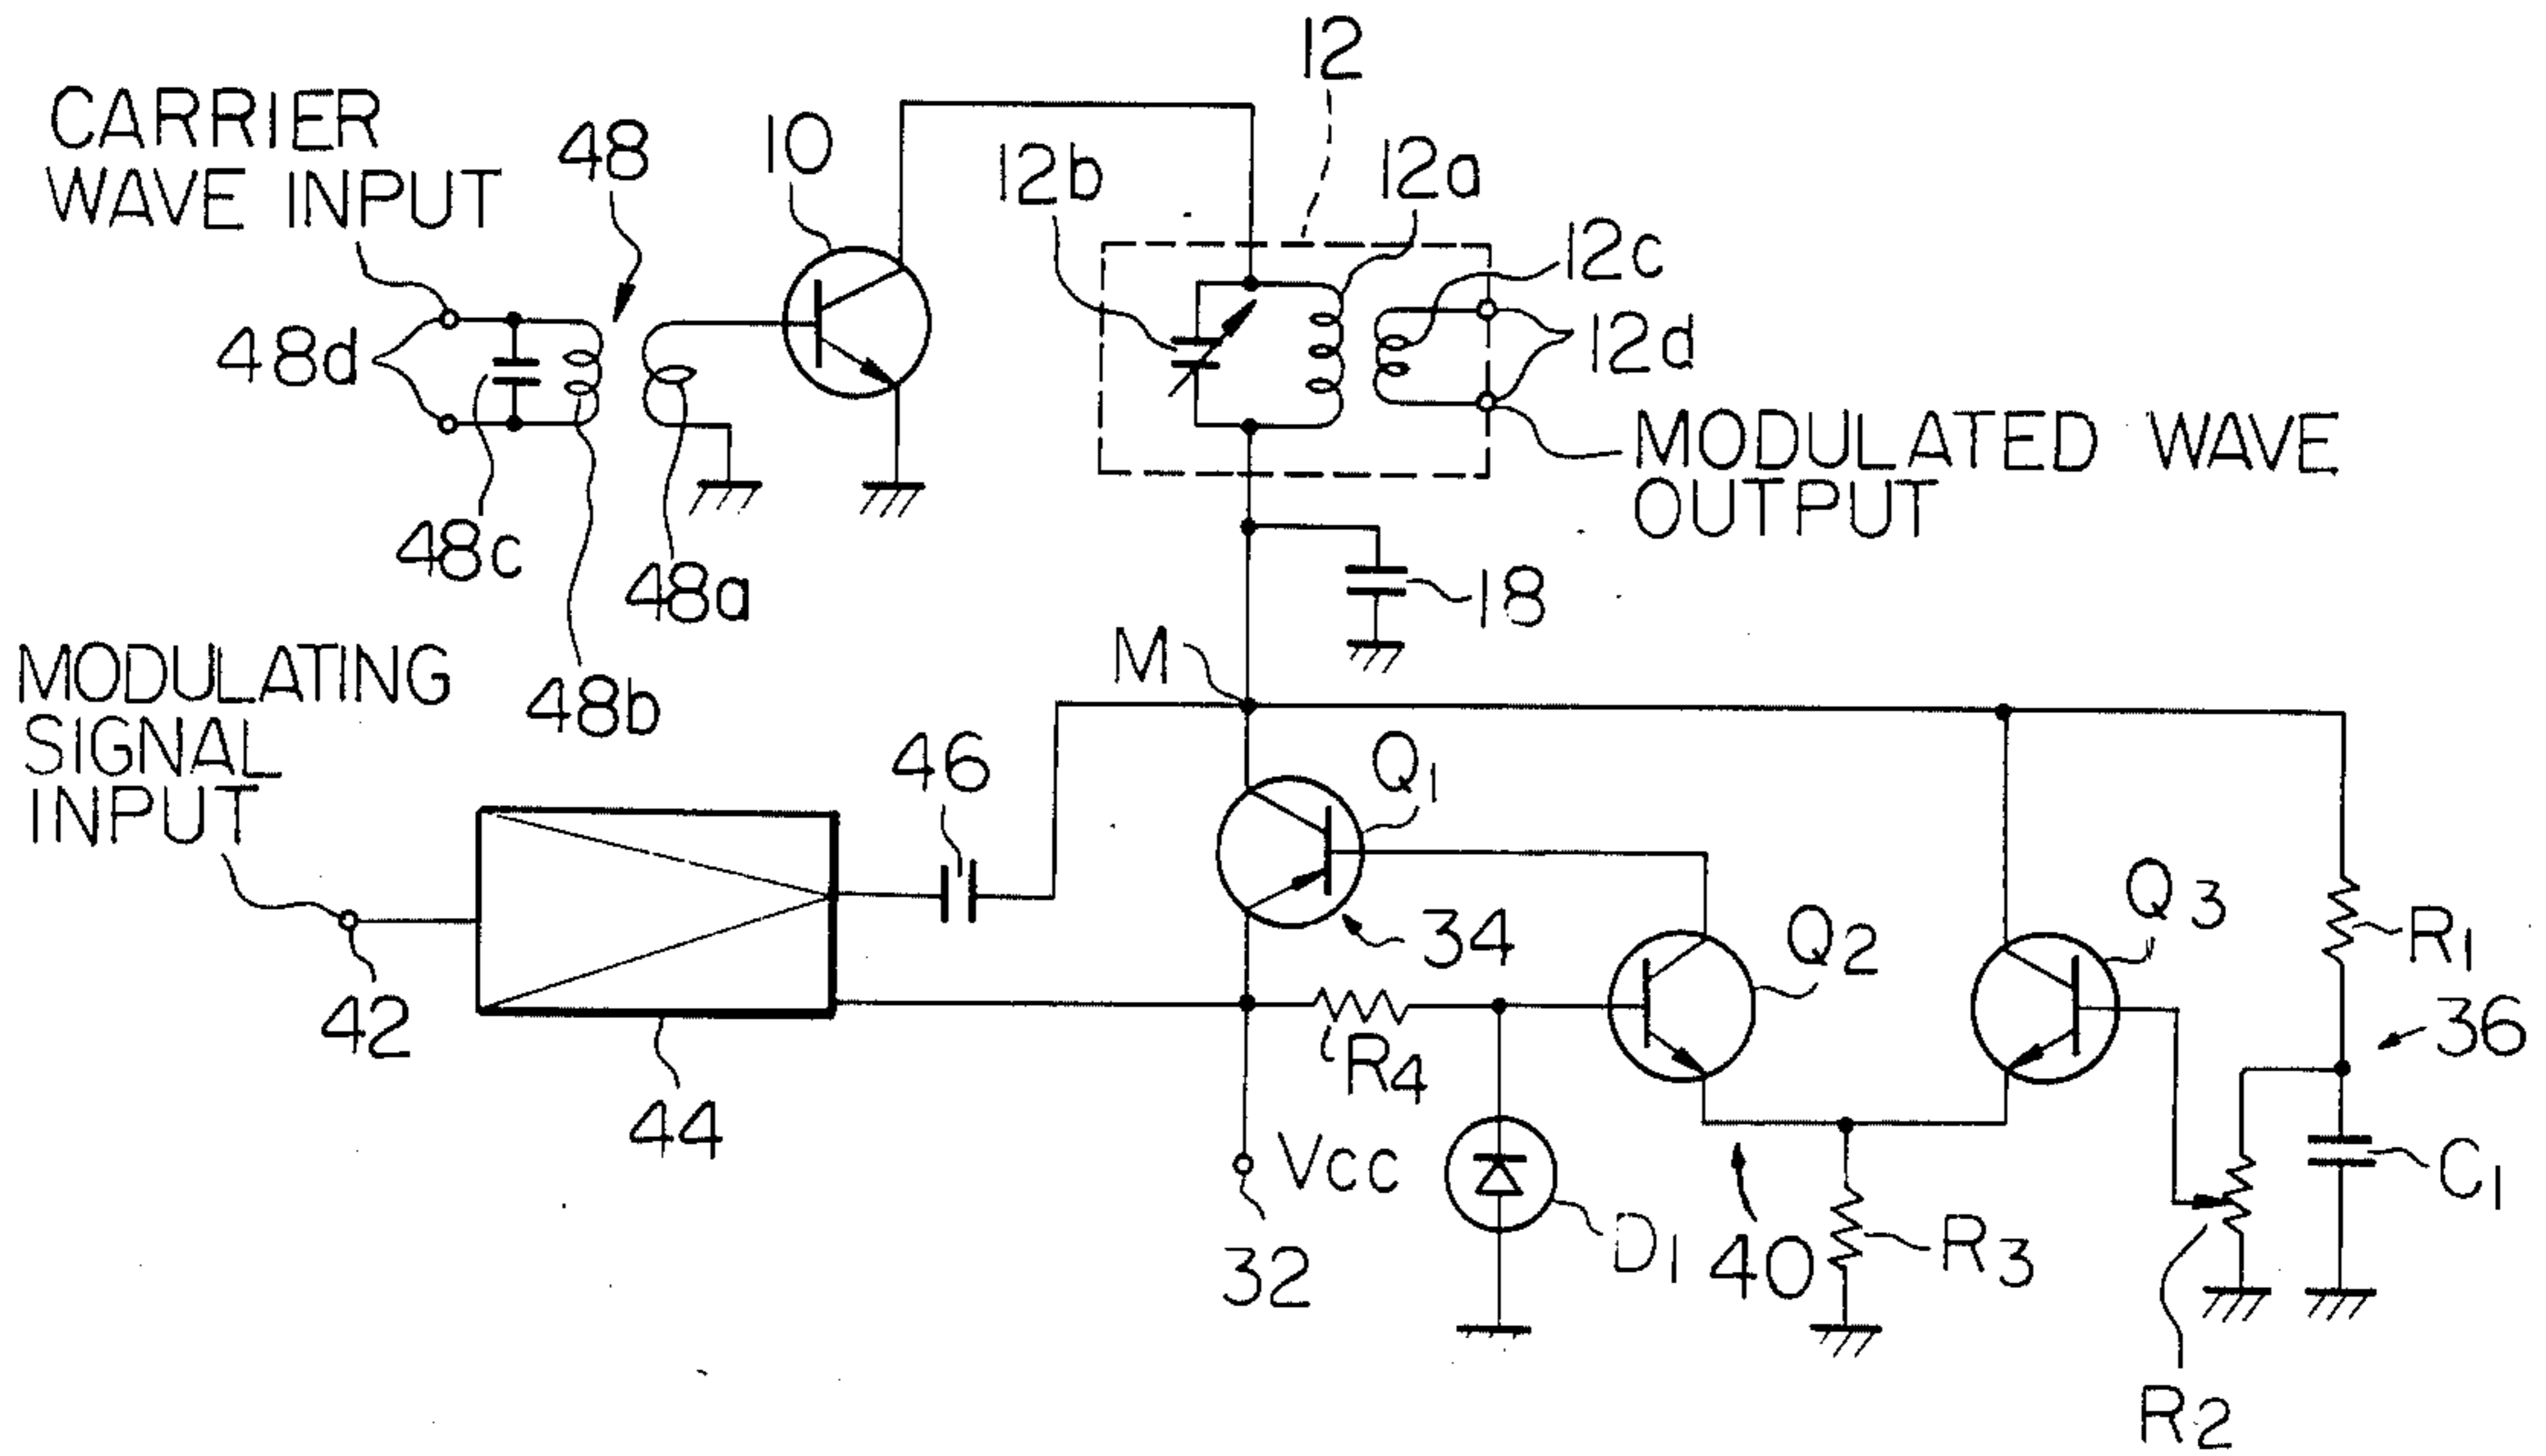 12
CARRIER
WAVE INPUT
48
10
12b
12a
12c
48d
12d
MODULATED WAVE
OUTPUT
48c
48a
18
M
MODULATING
SIGNAL
INPUT
48b
46
Q1
34
Q2
Q3
R1
36
42
44
R4
Vcc
32
D1
40
R3
C1
R2